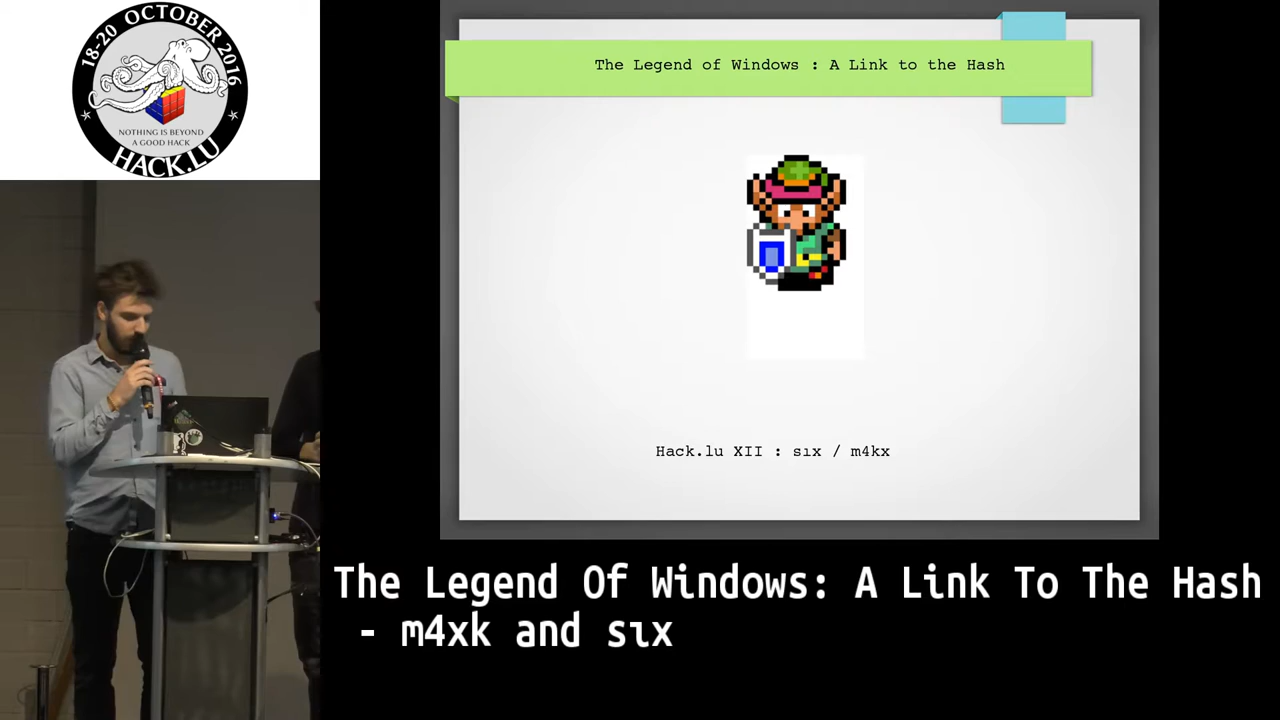 18-20 OCTOBER 2016
NOTHING IS BEYOND
A GOOD HACK
HACK.LU
The Legend of Windows : A Link to the Hash
Hack.lu XII : sıx / m4kx
The Legend Of Windows: A Link To The Hash
- m4xk and sιx